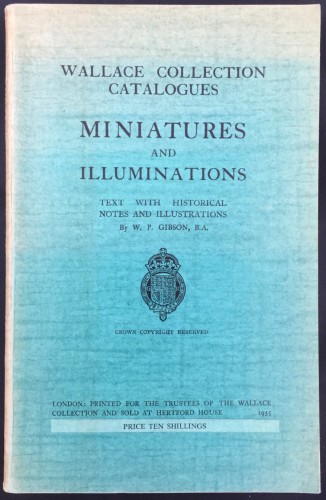 WALLACE COLLECTION
CATALOGUES
MINIATURES
AND
ILLUMINATIONS
TEXT WITH HISTORICAL
NOTES AND ILLUSTRATIONS
By W. P. GIBSON, B.A.
CROWN COPYRIGHT RESERVED
LONDON: PRINTED FOR THE TRUSTEES OF THE WALLACE
COLLECTION AND SOLD AT HERTFORD HOUSE 1935
PRICE TEN SHILLINGS